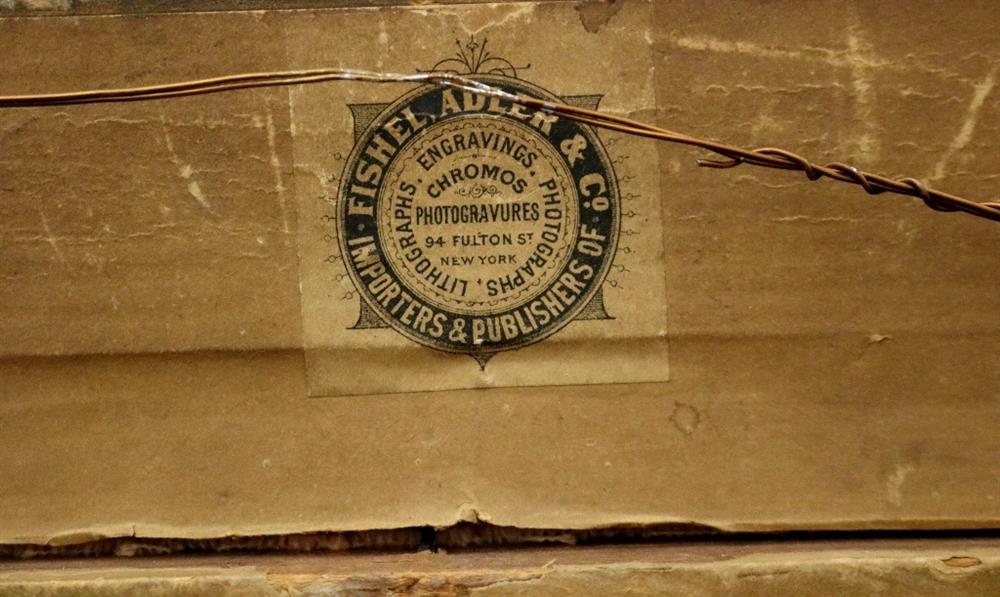 FISHEL, ADLER & Co.
IMPORTERS & PUBLISHERS OF
ENGRAVINGS. PHOTOGRAPHS. LITHOGRAPHS.
CHROMOS
PHOTOGRAVURES
94 FULTON ST
NEW YORK